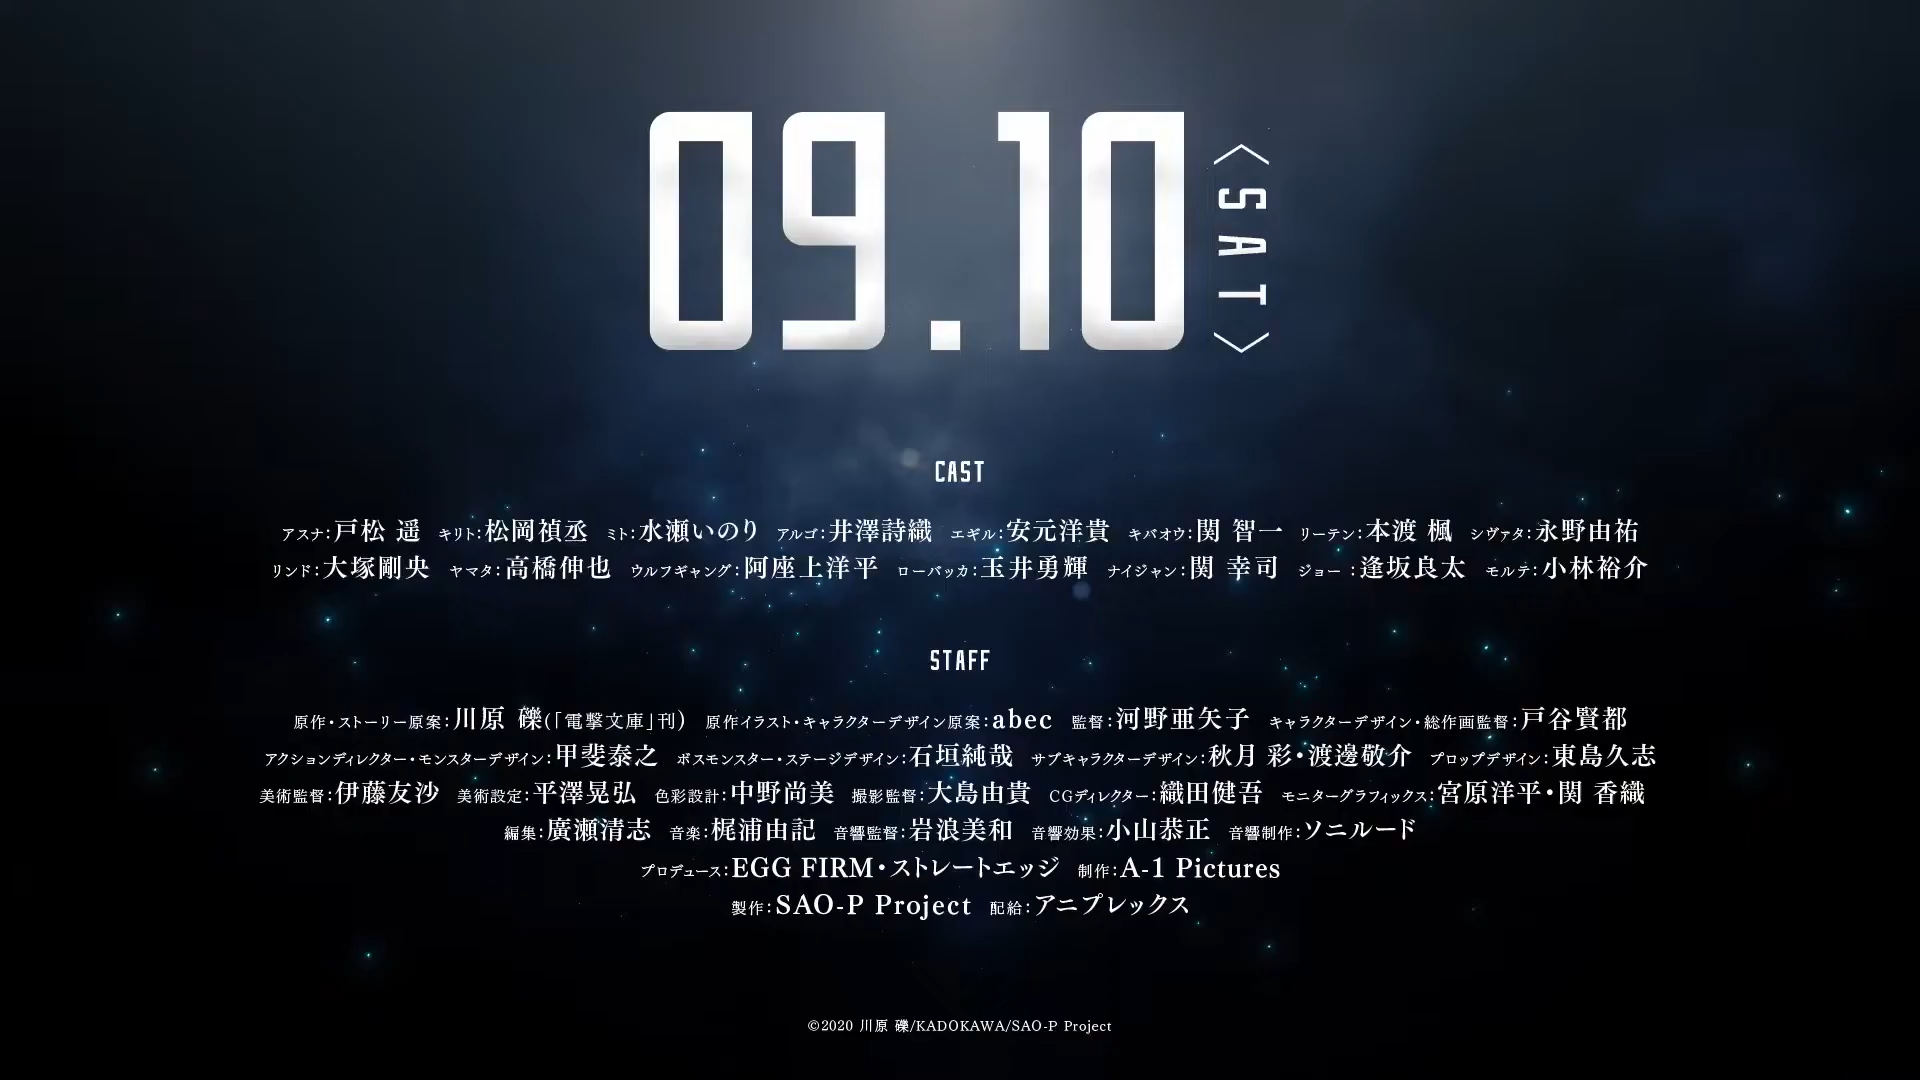 09.10 〈SAT〉
CAST
アスナ:戸松 遥 キリト:松岡禎丞 ミト:水瀬いのり アルゴ:井澤詩織 エギル:安元洋貴 キバオウ:関 智一 リーテン:本渡 楓 シヴァタ:永野由祐
リンド:大塚剛央 ヤマタ:高橋伸也 ウルフギャング:阿座上洋平 ローバッカ:玉井勇輝 ナイジャン:関 幸司 ジョー:逢坂良太 モルテ:小林裕介
STAFF
原作・ストーリー原案:川原 礫(「電撃文庫」刊) 原作イラスト・キャラクターデザイン原案:abec 監督:河野亜矢子 キャラクターデザイン・総作画監督:戸谷賢都
アクションディレクター・モンスターデザイン:甲斐泰之 ボスモンスター・ステージデザイン:石垣純哉 サブキャラクターデザイン:秋月 彩・渡邊敬介 プロップデザイン:東島久志
美術監督:伊藤友沙 美術設定:平澤晃弘 色彩設計:中野尚美 撮影監督:大島由貴 CGディレクター:織田健吾 モニターグラフィックス:宮原洋平・関 香織
編集:廣瀬清志 音楽:梶浦由記 音響監督:岩浪美和 音響効果:小山恭正 音響制作:ソニルード
プロデュース:EGG FIRM・ストレートエッジ 制作:A-1 Pictures
製作:SAO-P Project 配給:アニプレックス
©2020 川原 礫/KADOKAWA/SAO-P Project